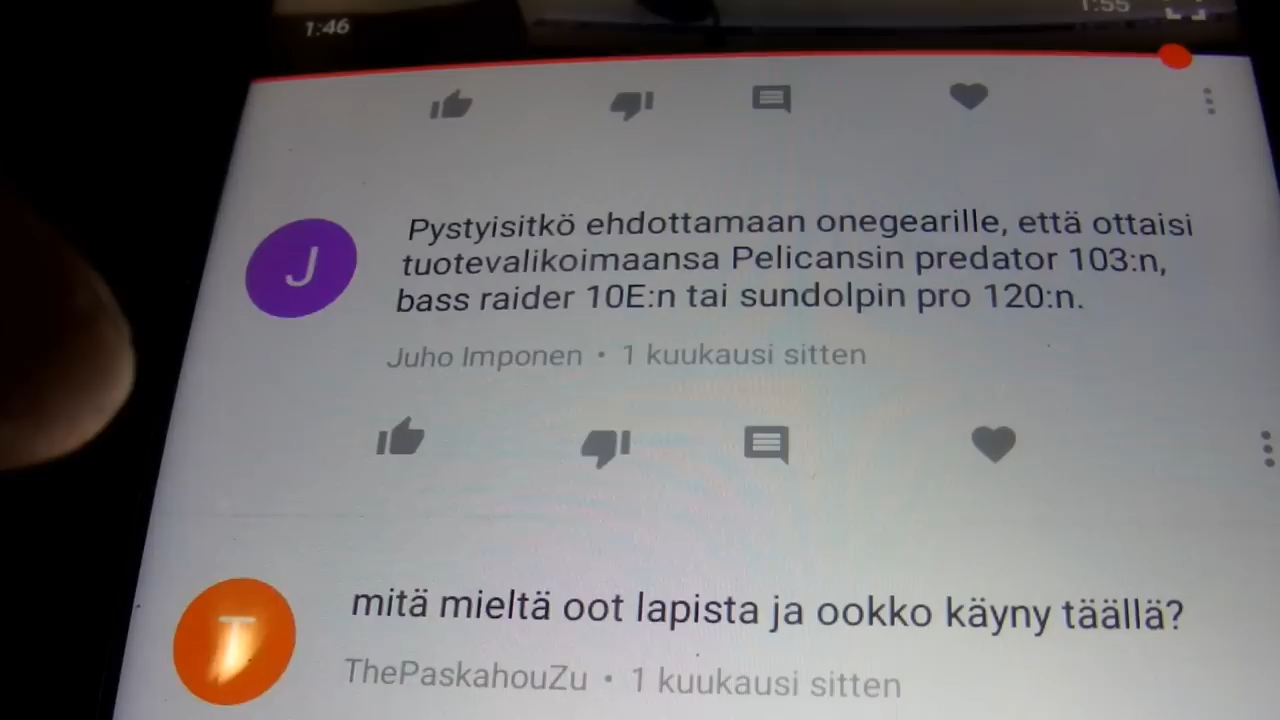 1:46
1:55
Pystyisitkö ehdottamaan onegearille, että ottaisi
tuotevalikoimaansa Pelicansin predator 103:n,
bass raider 10E:n tai sundolpin pro 120:n.
J
Juho Imponen • 1 kuukausi sitten
mitä mieltä oot lapista ja ookko käyny täällä?
T
ThePaskahouZu • 1 kuukausi sitten